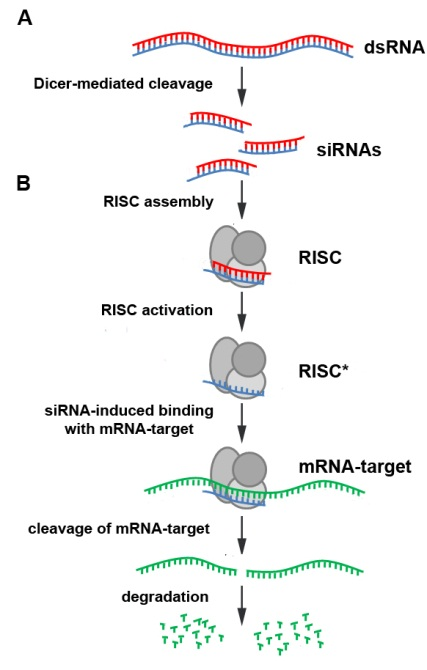 A
dsRNA
Dicer-mediated cleavage
siRNAs
B
RISC assembly
RISC
RISC activation
RISC*
siRNA-induced binding
with mRNA-target
mRNA-target
cleavage of mRNA-target
degradation